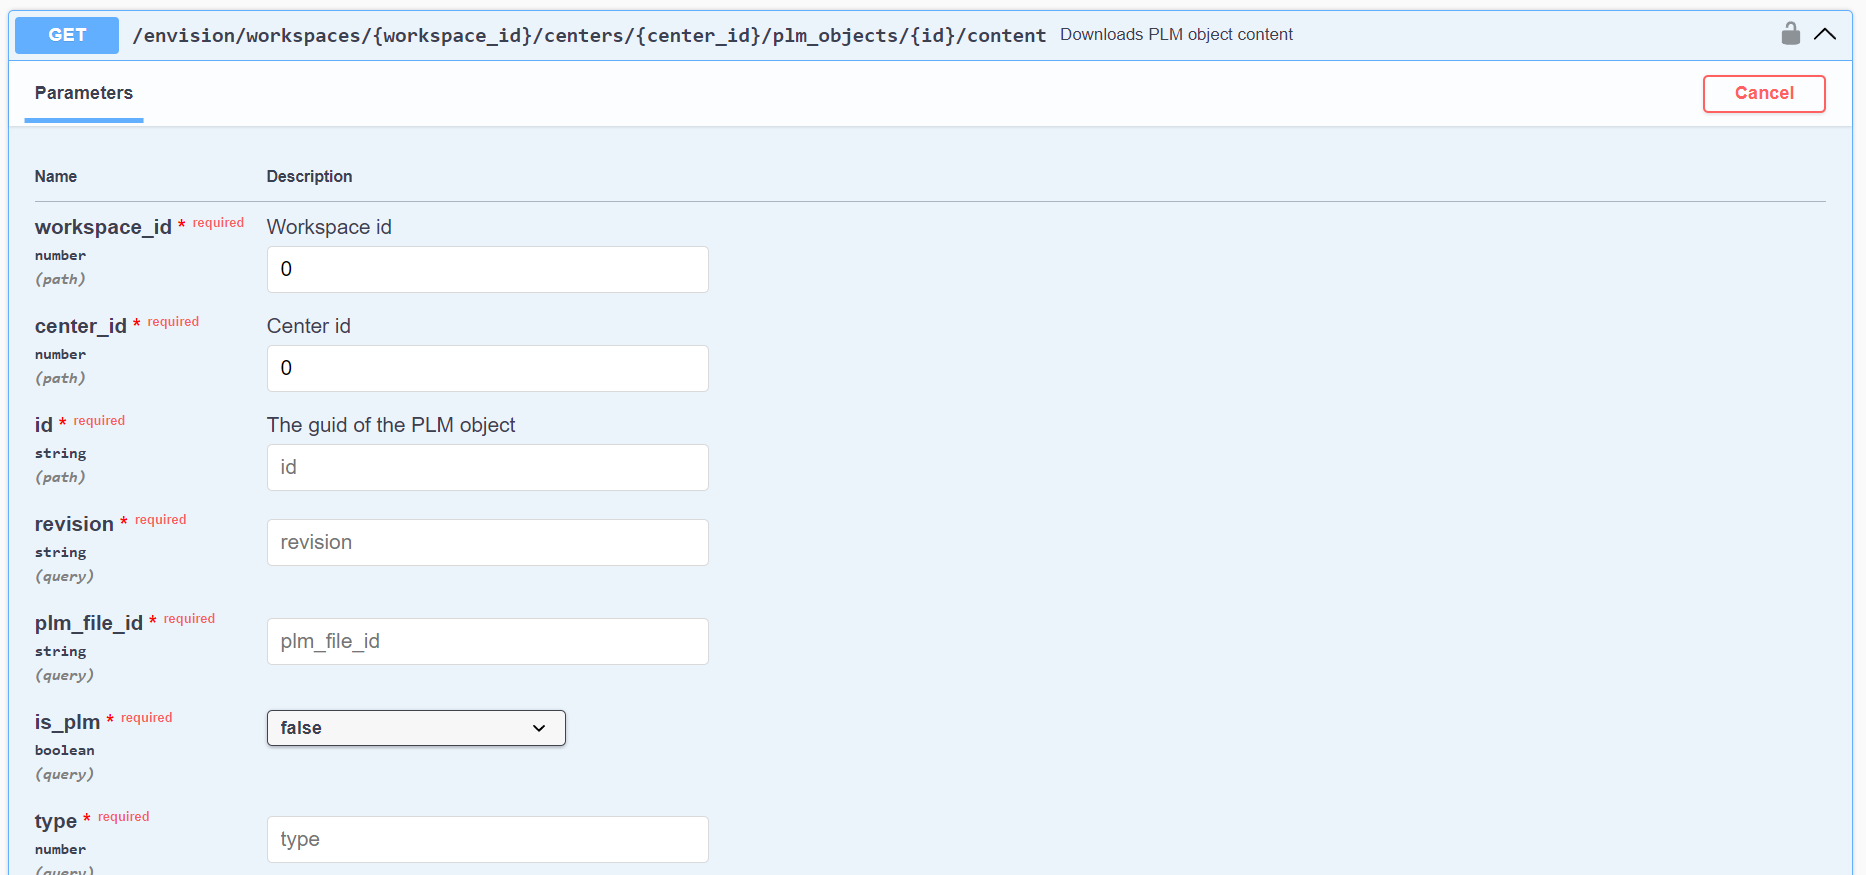 GET /envision/workspaces/{workspace_id}/centers/{center_id}/plm_objects/{id}/content Downloads PLM object content
Parameters
Cancel
Name Description
workspace_id * required Workspace id
number
(path)
0
center_id * required Center id
number
(path)
0
id * required The guid of the PLM object
string
(path)
id
revision * required
string
(query)
revision
plm_file_id * required
string
(query)
plm_file_id
is_plm * required
boolean
(query)
false
type * required
number
(query)
type